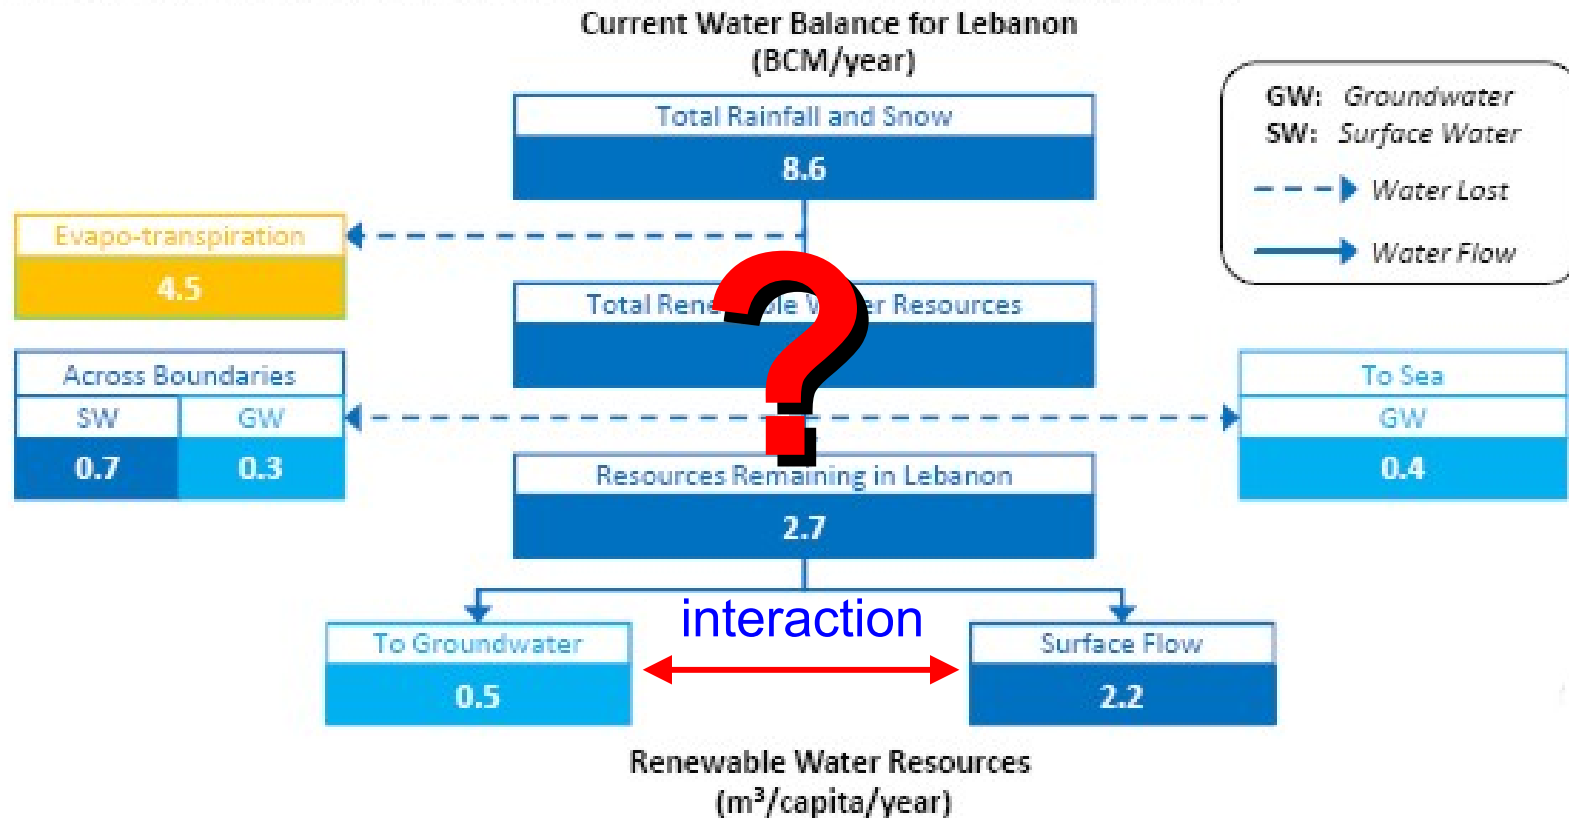 Current Water Balance for Lebanon
(BCM/year)
Total Rainfall and Snow
8.6
GW: Groundwater
SW: Surface Water
Water Lost
Water Flow
Evapo-transpiration
4.5
Total Renewable Water Resources
?
Across Boundaries
SW GW
0.7 0.3
To Sea
GW
0.4
Resources Remaining in Lebanon
2.7
interaction
To Groundwater
0.5
Surface Flow
2.2
Renewable Water Resources
(m³/capita/year)